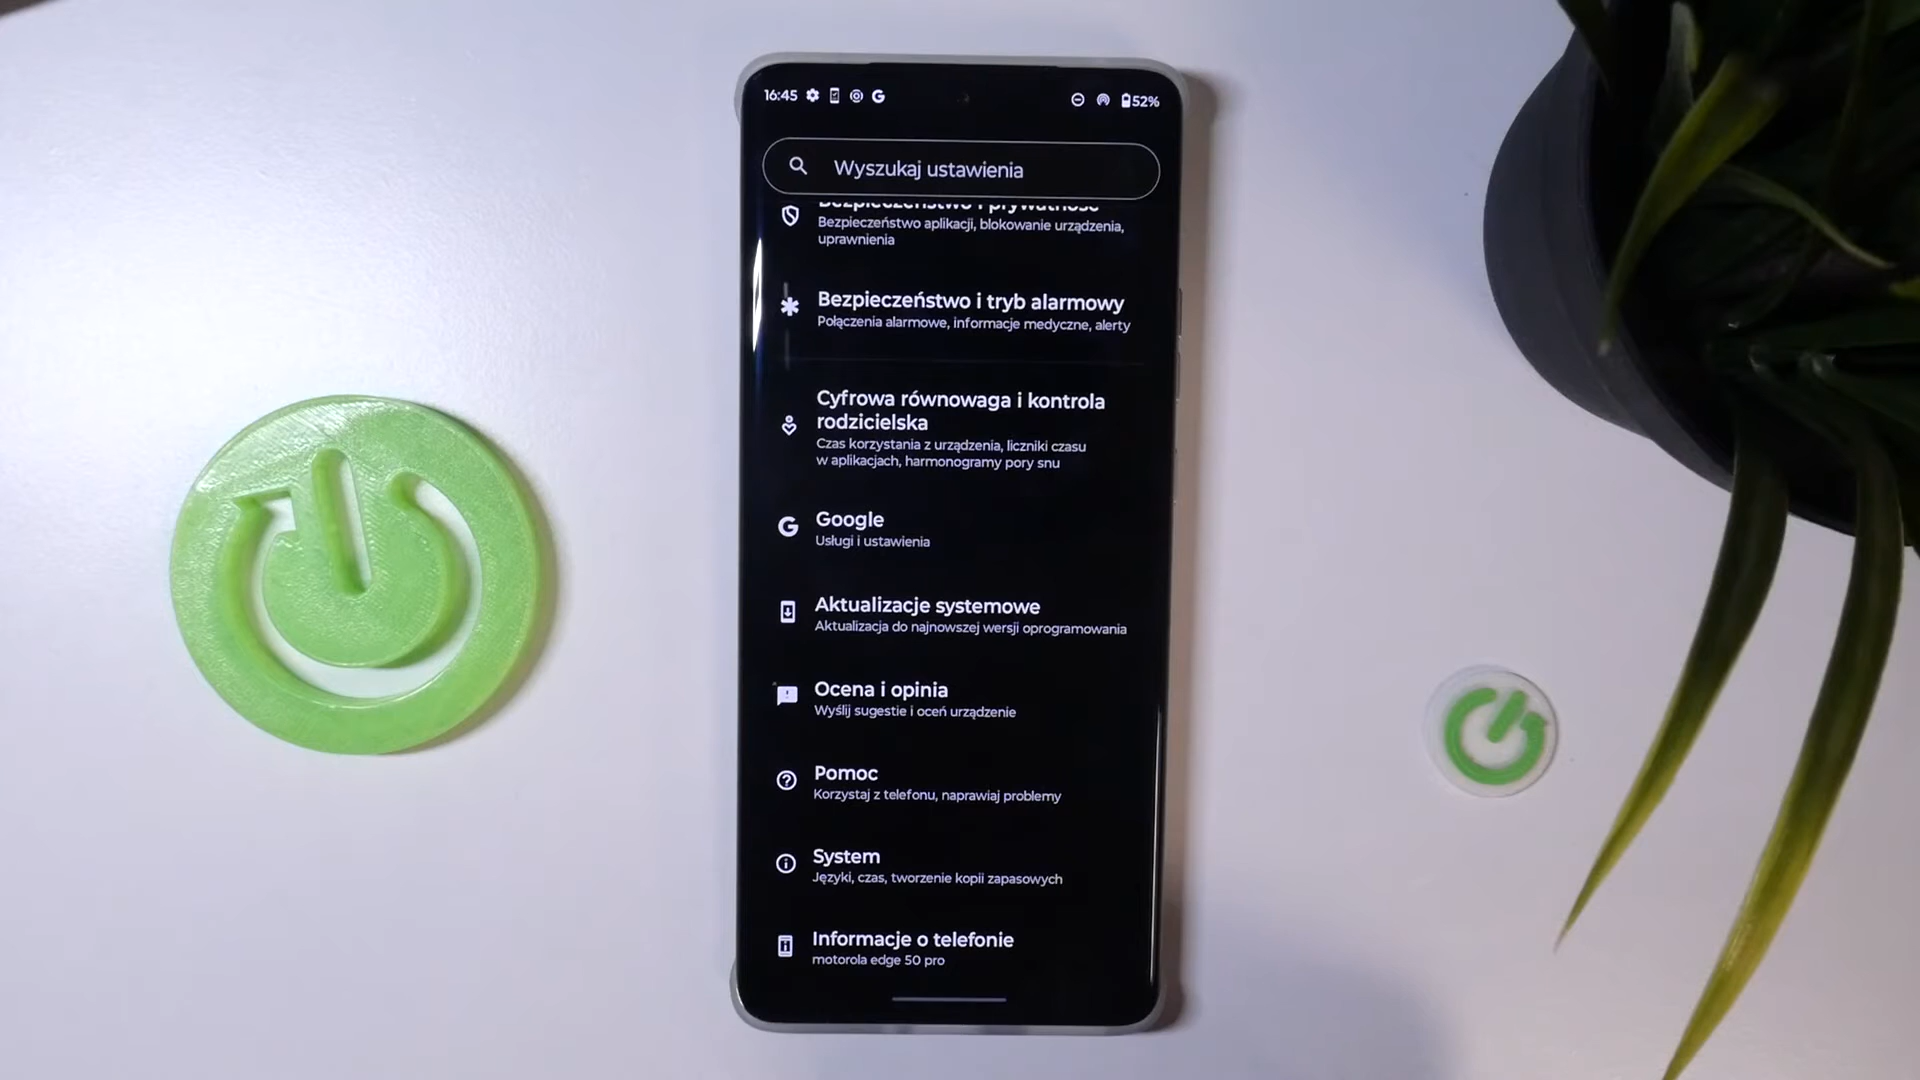 16:45
52%
Wyszukaj ustawienia
Bezpieczeństwo i prywatność
Bezpieczeństwo aplikacji, blokowanie urządzenia,
uprawnienia
Bezpieczeństwo i tryb alarmowy
Połączenia alarmowe, informacje medyczne, alerty
Cyfrowa równowaga i kontrola
rodzicielska
Czas korzystania z urządzenia, liczniki czasu
w aplikacjach, harmonogramy pory snu
Google
Usługi i ustawienia
Aktualizacje systemowe
Aktualizacja do najnowszej wersji oprogramowania
Ocena i opinia
Wyślij sugestie i oceń urządzenie
Pomoc
Korzystaj z telefonu, naprawiaj problemy
System
Języki, czas, tworzenie kopii zapasowych
Informacje o telefonie
motorola edge 50 pro